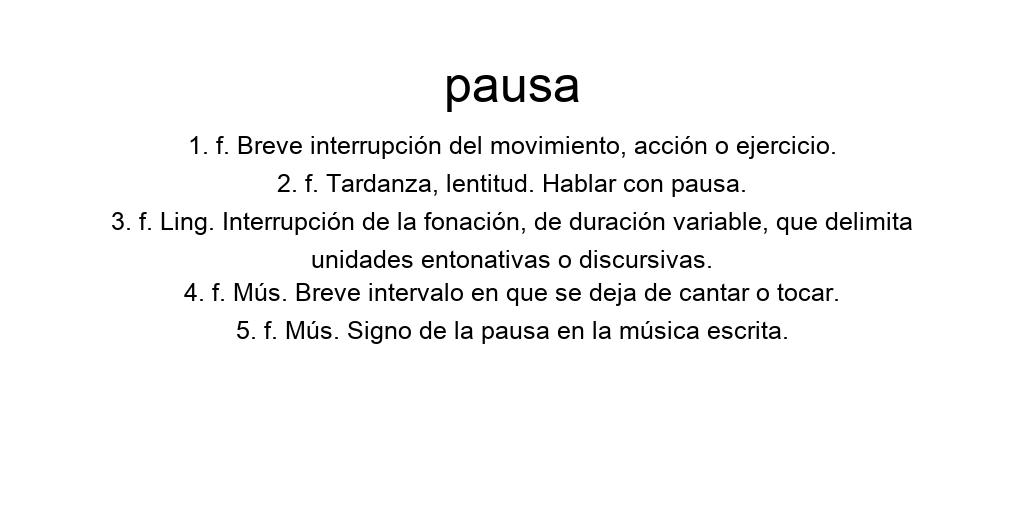 pausa
1. f. Breve interrupción del movimiento, acción o ejercicio.
2. f. Tardanza, lentitud. Hablar con pausa.
3. f. Ling. Interrupción de la fonación, de duración variable, que delimita
unidades entonativas o discursivas.
4. f. Mús. Breve intervalo en que se deja de cantar o tocar.
5. f. Mús. Signo de la pausa en la música escrita.